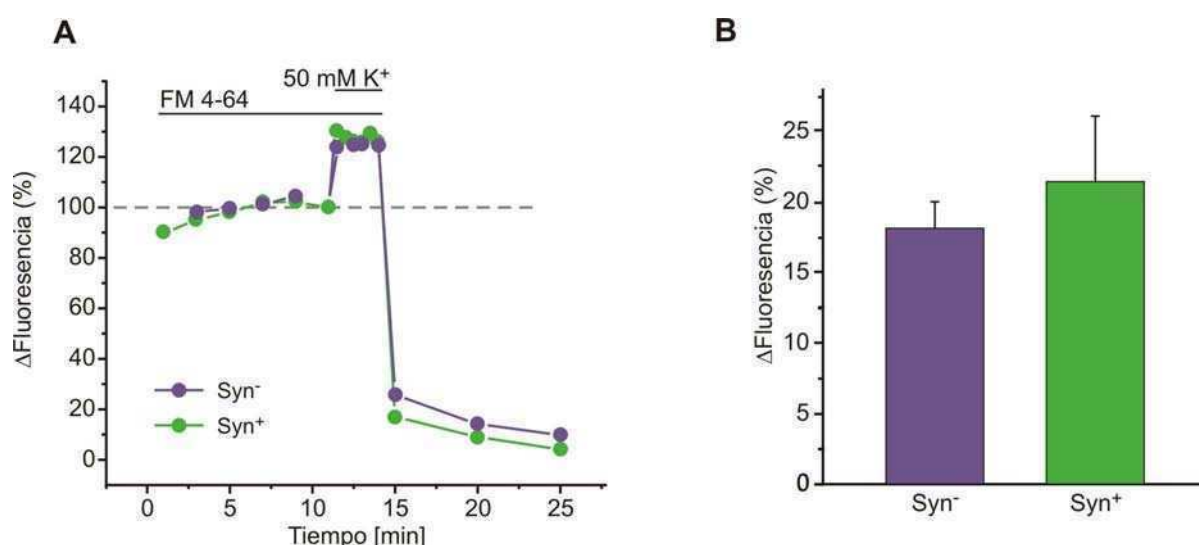 A
50 mM K⁺
FM 4-64
140
120
100
80
60
40
20
0
ΔFluoresencia (%)
Syn⁻
Syn⁺
0
5
10
15
20
25
Tiempo [min]
B
25
20
15
10
5
0
ΔFluoresencia (%)
Syn⁻
Syn⁺